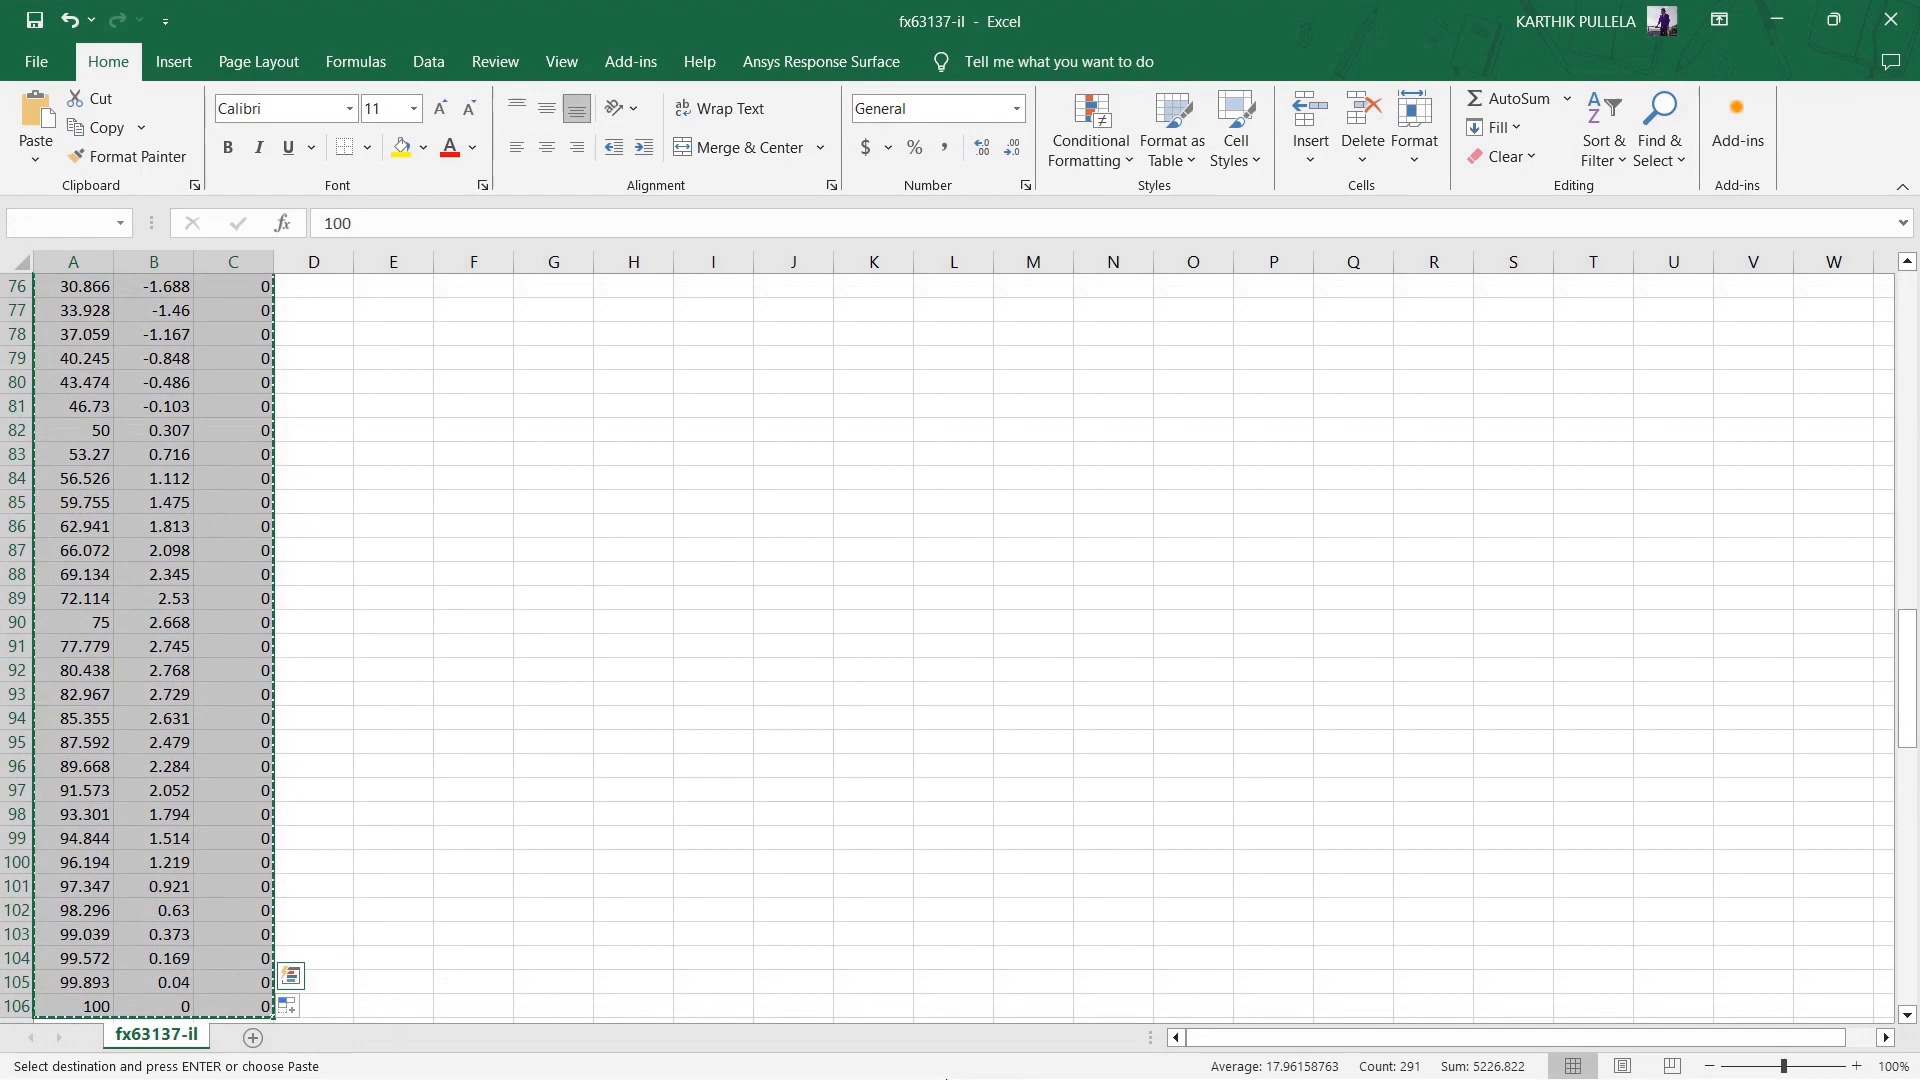 fx63137-il - Excel
KARTHIK PULLELA
File Home Insert Page Layout Formulas Data Review View Add-ins Help Ansys Response Surface Tell me what you want to do
Paste Cut Copy Format Painter Clipboard
Calibri 11 B I U A Font
Wrap Text Merge & Center Alignment
General $ % , Number
Conditional Formatting Format as Table Cell Styles Styles
Insert Delete Format Cells
AutoSum Fill Clear Sort & Filter Find & Select Editing
Add-ins Add-ins
fx 100
A B C D E F G H I J K L M N O P Q R S T U V W
76 30.866 -1.688 0
77 33.928 -1.46 0
78 37.059 -1.167 0
79 40.245 -0.848 0
80 43.474 -0.486 0
81 46.73 -0.103 0
82 50 0.307 0
83 53.27 0.716 0
84 56.526 1.112 0
85 59.755 1.475 0
86 62.941 1.813 0
87 66.072 2.098 0
88 69.134 2.345 0
89 72.114 2.53 0
90 75 2.668 0
91 77.779 2.745 0
92 80.438 2.768 0
93 82.967 2.729 0
94 85.355 2.631 0
95 87.592 2.479 0
96 89.668 2.284 0
97 91.573 2.052 0
98 93.301 1.794 0
99 94.844 1.514 0
100 96.194 1.219 0
101 97.347 0.921 0
102 98.296 0.63 0
103 99.039 0.373 0
104 99.572 0.169 0
105 99.893 0.04 0
106 100 0 0
fx63137-il
Select destination and press ENTER or choose Paste
Average: 17.96158763 Count: 291 Sum: 5226.822 100%